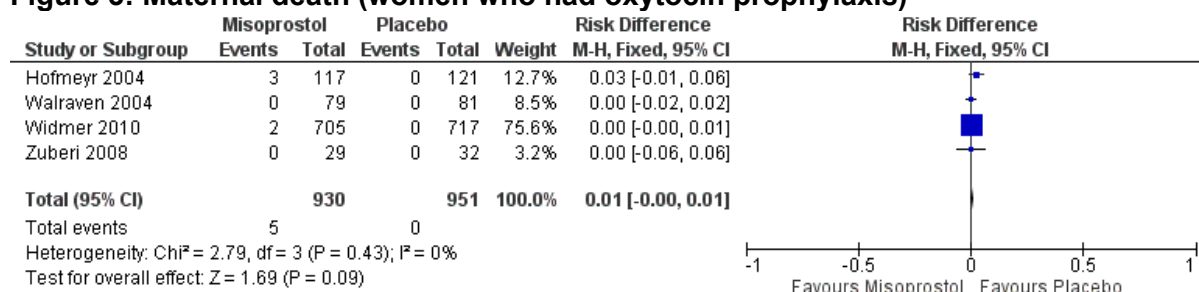 Figure 3: Maternal death (women who had oxytocin prophylaxis)
Misoprostol Placebo Risk Difference Risk Difference
Study or Subgroup Events Total Events Total Weight M-H, Fixed, 95% CI M-H, Fixed, 95% CI
Hofmeyr 2004 3 117 0 121 12.7% 0.03 [-0.01, 0.06]
Walraven 2004 0 79 0 81 8.5% 0.00 [-0.02, 0.02]
Widmer 2010 2 705 0 717 75.6% 0.00 [-0.00, 0.01]
Zuberi 2008 0 29 0 32 3.2% 0.00 [-0.06, 0.06]
Total (95% CI) 930 951 100.0% 0.01 [-0.00, 0.01]
Total events 5 0
Heterogeneity: Chi² = 2.79, df = 3 (P = 0.43); I² = 0%
Test for overall effect: Z = 1.69 (P = 0.09)
-1 -0.5 0 0.5 1
Favours Misoprostol Favours Placebo